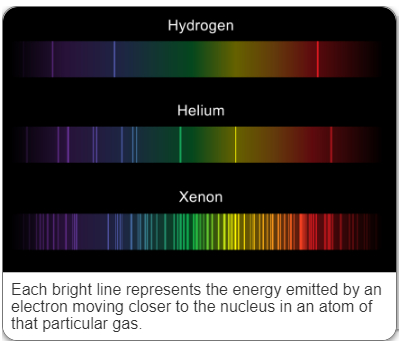 Hydrogen
Helium
Xenon
Each bright line represents the energy emitted by an
electron moving closer to the nucleus in an atom of
that particular gas.